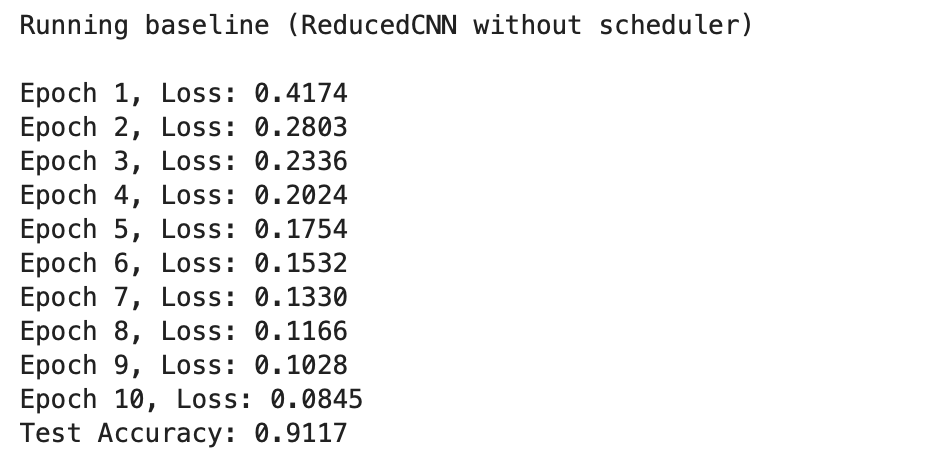 Running baseline (ReducedCNN without scheduler)
Epoch 1, Loss: 0.4174
Epoch 2, Loss: 0.2803
Epoch 3, Loss: 0.2336
Epoch 4, Loss: 0.2024
Epoch 5, Loss: 0.1754
Epoch 6, Loss: 0.1532
Epoch 7, Loss: 0.1330
Epoch 8, Loss: 0.1166
Epoch 9, Loss: 0.1028
Epoch 10, Loss: 0.0845
Test Accuracy: 0.9117